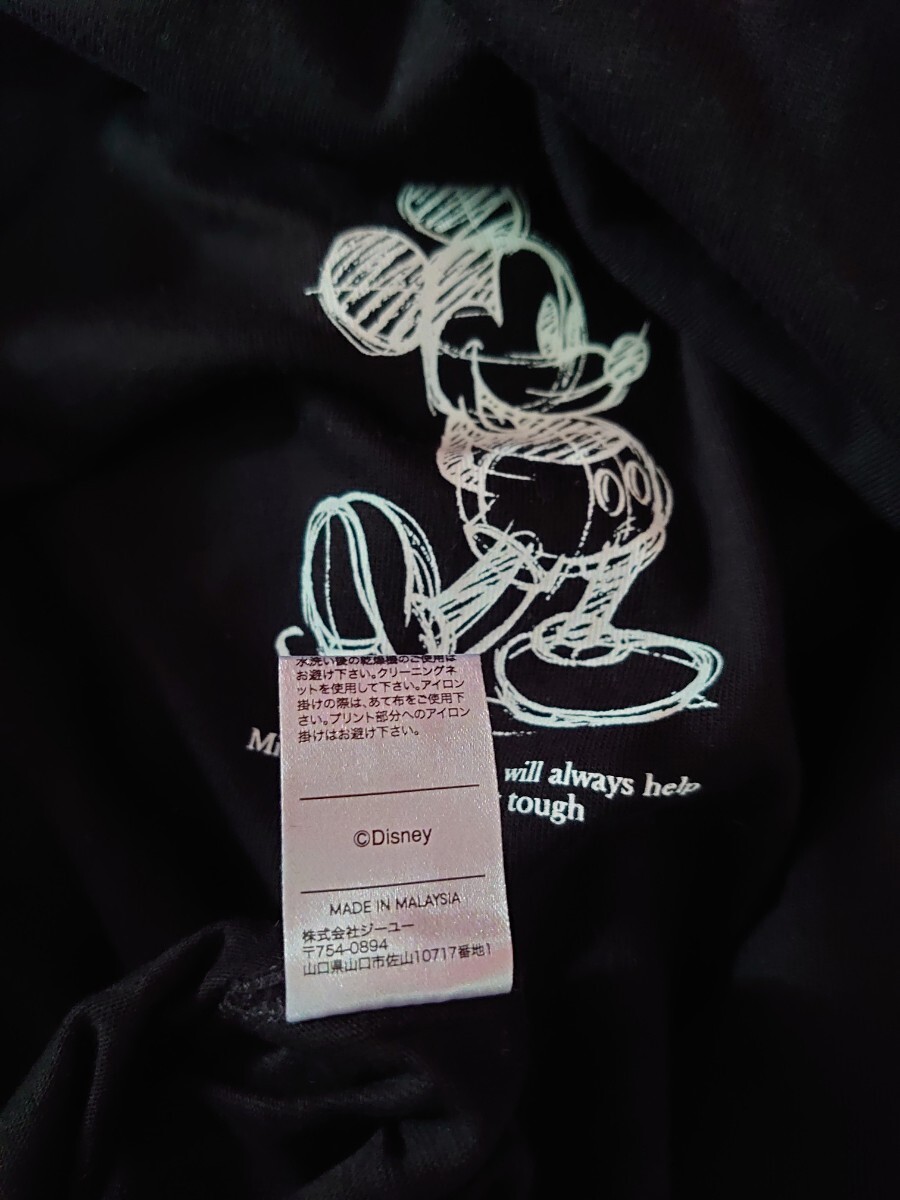 水洗い後の乾燥機のご使用は
お避け下さい。クリーニングネ
ットを使用して下さい。アイロン
掛けの際は、あて布をご使用下
さい。プリント部分へのアイロン
掛けはお避け下さい。
will always help
tough
©Disney
MADE IN MALAYSIA
株式会社ジーユー
〒754-0894
山口県山口市佐山10717番地1